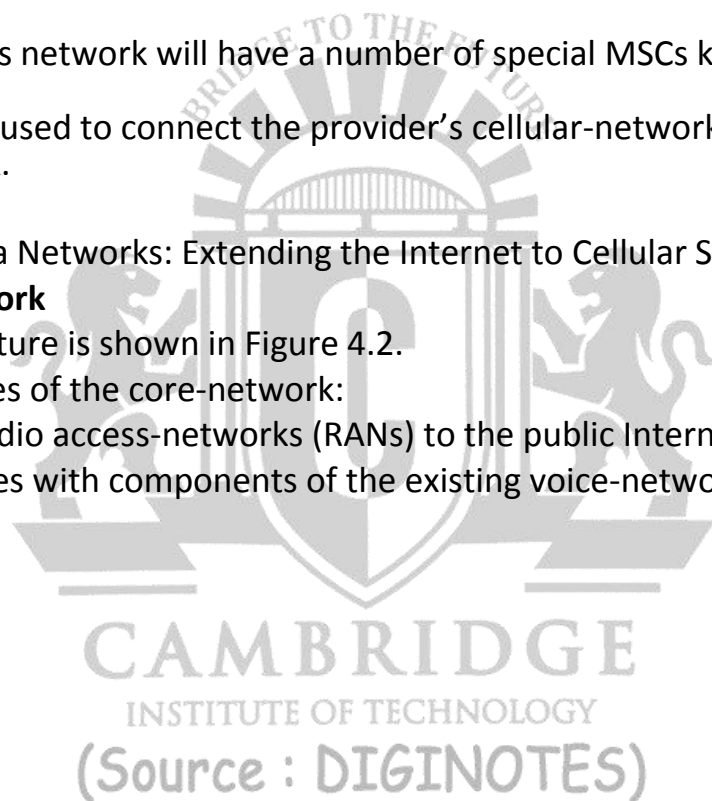 s network will have a number of special MSCs k
used to connect the provider’s cellular-network
.
a Networks: Extending the Internet to Cellular S
ork
ture is shown in Figure 4.2.
es of the core-network:
dio access-networks (RANs) to the public Intern
es with components of the existing voice-netwo
BRIDGE TO THE FUTURE
C
CAMBRIDGE
INSTITUTE OF TECHNOLOGY
(Source : DIGINOTES)